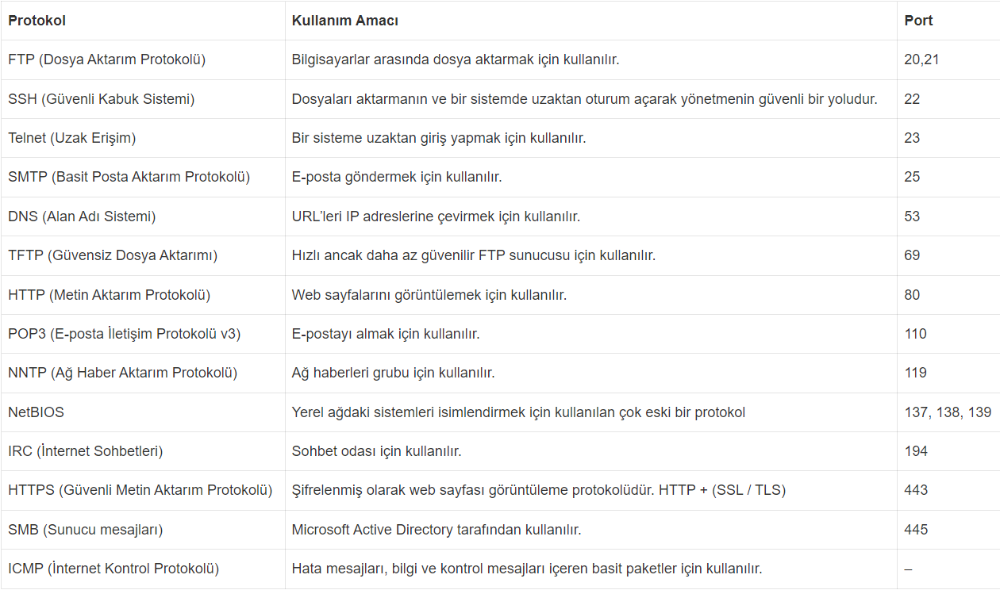 Protokol Kullanım Amacı Port
FTP (Dosya Aktarım Protokolü) Bilgisayarlar arasında dosya aktarmak için kullanılır. 20,21
SSH (Güvenli Kabuk Sistemi) Dosyaları aktarmanın ve bir sistemde uzaktan oturum açarak yönetmenin güvenli bir yoludur. 22
Telnet (Uzak Erişim) Bir sisteme uzaktan giriş yapmak için kullanılır. 23
SMTP (Basit Posta Aktarım Protokolü) E-posta göndermek için kullanılır. 25
DNS (Alan Adı Sistemi) URL’leri IP adreslerine çevirmek için kullanılır. 53
TFTP (Güvensiz Dosya Aktarımı) Hızlı ancak daha az güvenilir FTP sunucusu için kullanılır. 69
HTTP (Metin Aktarım Protokolü) Web sayfalarını görüntülemek için kullanılır. 80
POP3 (E-posta İletişim Protokolü v3) E-postayı almak için kullanılır. 110
NNTP (Ağ Haber Aktarım Protokolü) Ağ haberleri grubu için kullanılır. 119
NetBIOS Yerel ağdaki sistemleri isimlendirmek için kullanılan çok eski bir protokol 137, 138, 139
IRC (İnternet Sohbetleri) Sohbet odası için kullanılır. 194
HTTPS (Güvenli Metin Aktarım Protokolü) Şifrelenmiş olarak web sayfası görüntüleme protokolüdür. HTTP + (SSL / TLS) 443
SMB (Sunucu mesajları) Microsoft Active Directory tarafından kullanılır. 445
ICMP (İnternet Kontrol Protokolü) Hata mesajları, bilgi ve kontrol mesajları içeren basit paketler için kullanılır. –